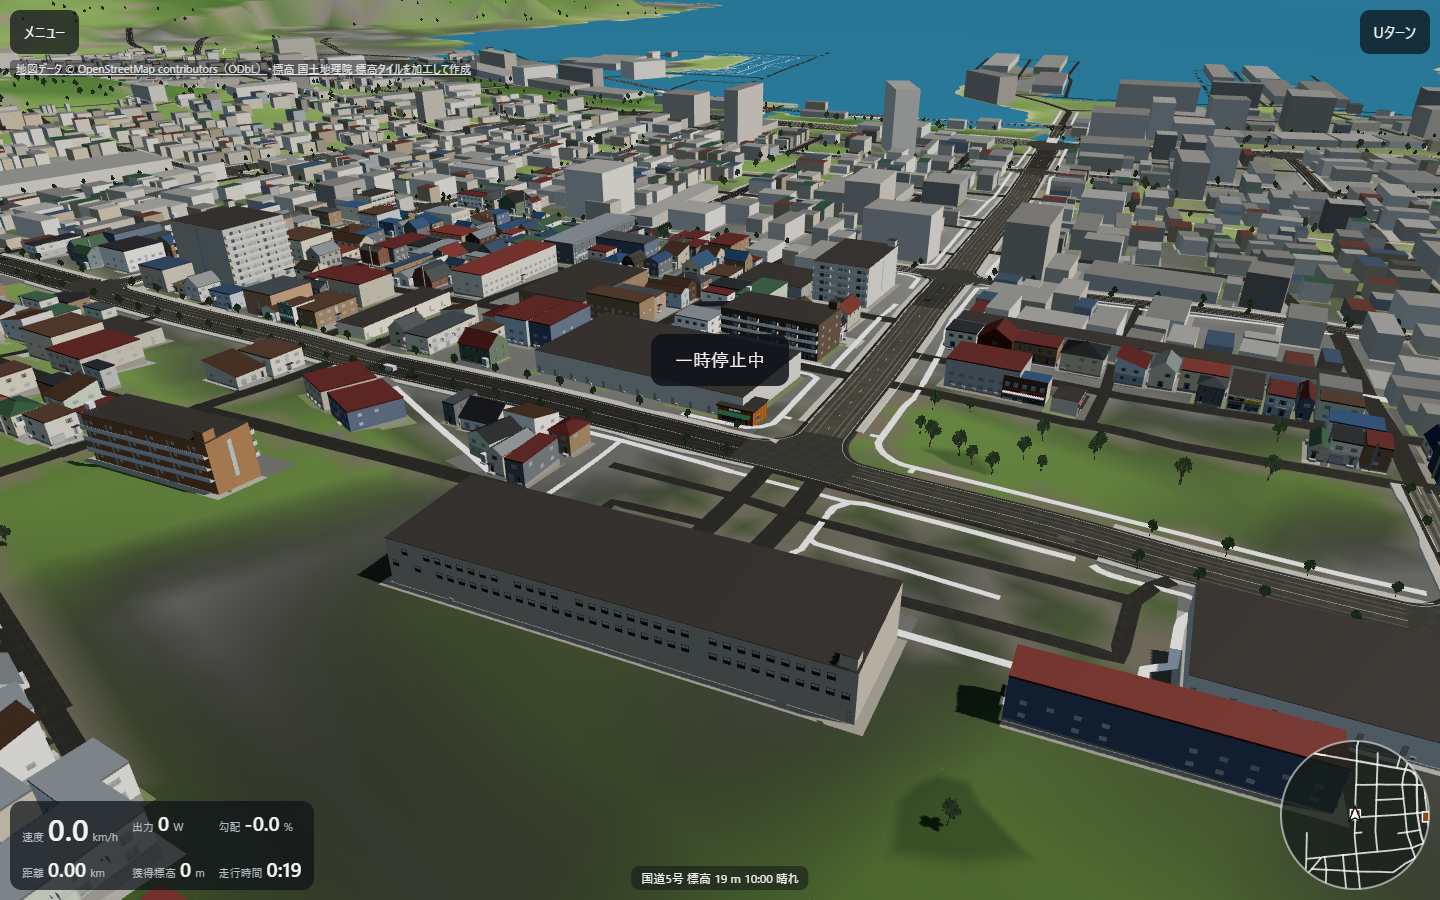 メニュー
Uターン
地図データ © OpenStreetMap contributors（ODbL）・標高 国土地理院 標高タイルを加工して作成
一時停止中
速度 0.0 km/h 出力 0 W 勾配 -0.0 %
距離 0.00 km 獲得標高 0 m 走行時間 0:19
国道5号 標高 19 m 10:00 晴れ